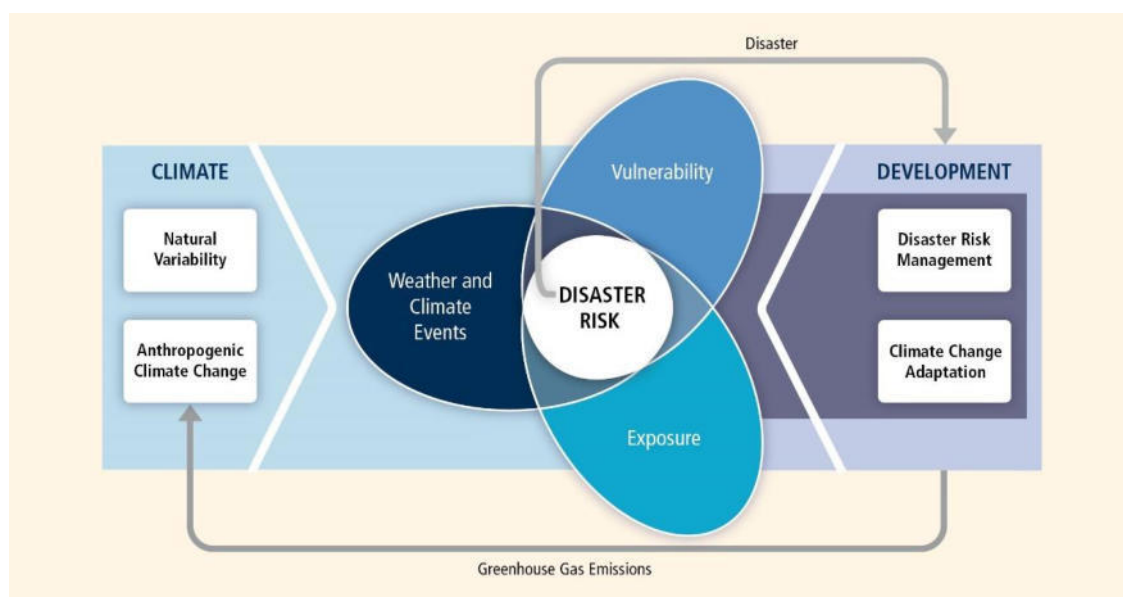 Disaster
CLIMATE
Natural
Variability
Anthropogenic
Climate Change
Vulnerability
Weather and
Climate
Events
DISASTER
RISK
Exposure
DEVELOPMENT
Disaster Risk
Management
Climate Change
Adaptation
Greenhouse Gas Emissions